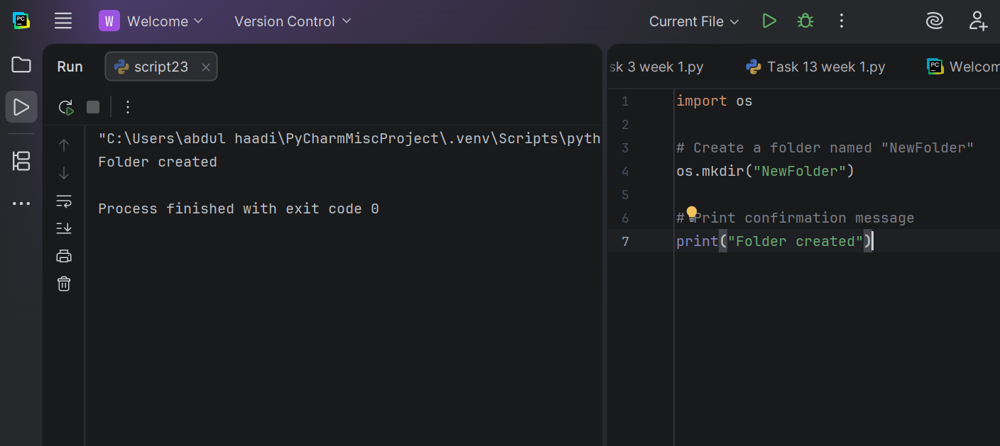 PC
W Welcome Version Control Current File
Run script23
"C:\Users\abdul haadi\PyCharmMiscProject\.venv\Scripts\pyth
Folder created
Process finished with exit code 0
sk 3 week 1.py Task 13 week 1.py PC Welcom
1 import os
2
3 # Create a folder named "NewFolder"
4 os.mkdir("NewFolder")
5
6 # Print confirmation message
7 print("Folder created")